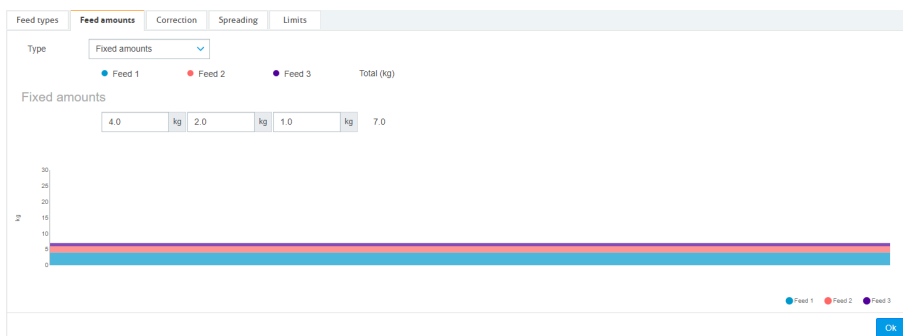 Feed types Feed amounts Correction Spreading Limits
Type Fixed amounts
Feed 1 Feed 2 Feed 3 Total (kg)
Fixed amounts
4.0 kg 2.0 kg 1.0 kg 7.0
30
25
20
15
kg
10
5
0
Feed 1 Feed 2 Feed 3
Ok